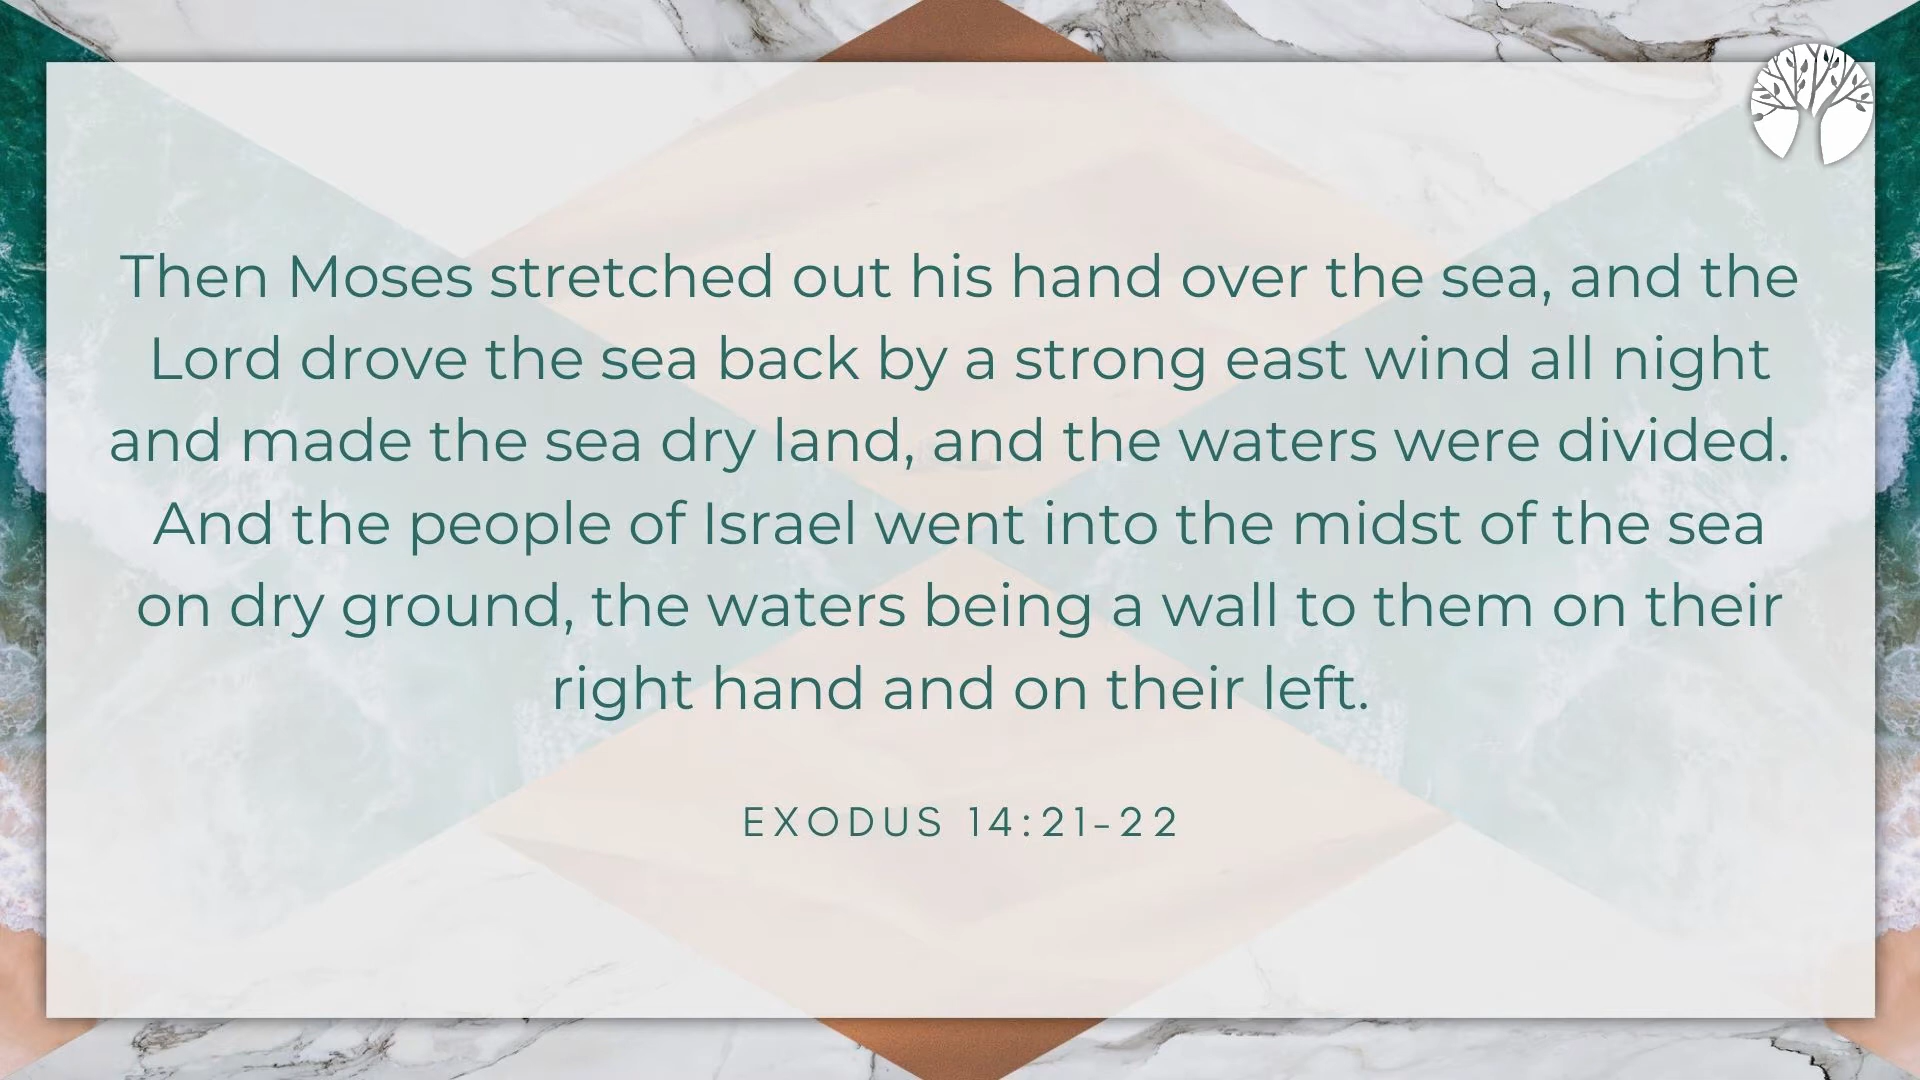 Then Moses stretched out his hand over the sea, and the
Lord drove the sea back by a strong east wind all night
and made the sea dry land, and the waters were divided.
And the people of Israel went into the midst of the sea
on dry ground, the waters being a wall to them on their
right hand and on their left.
EXODUS 14:21-22